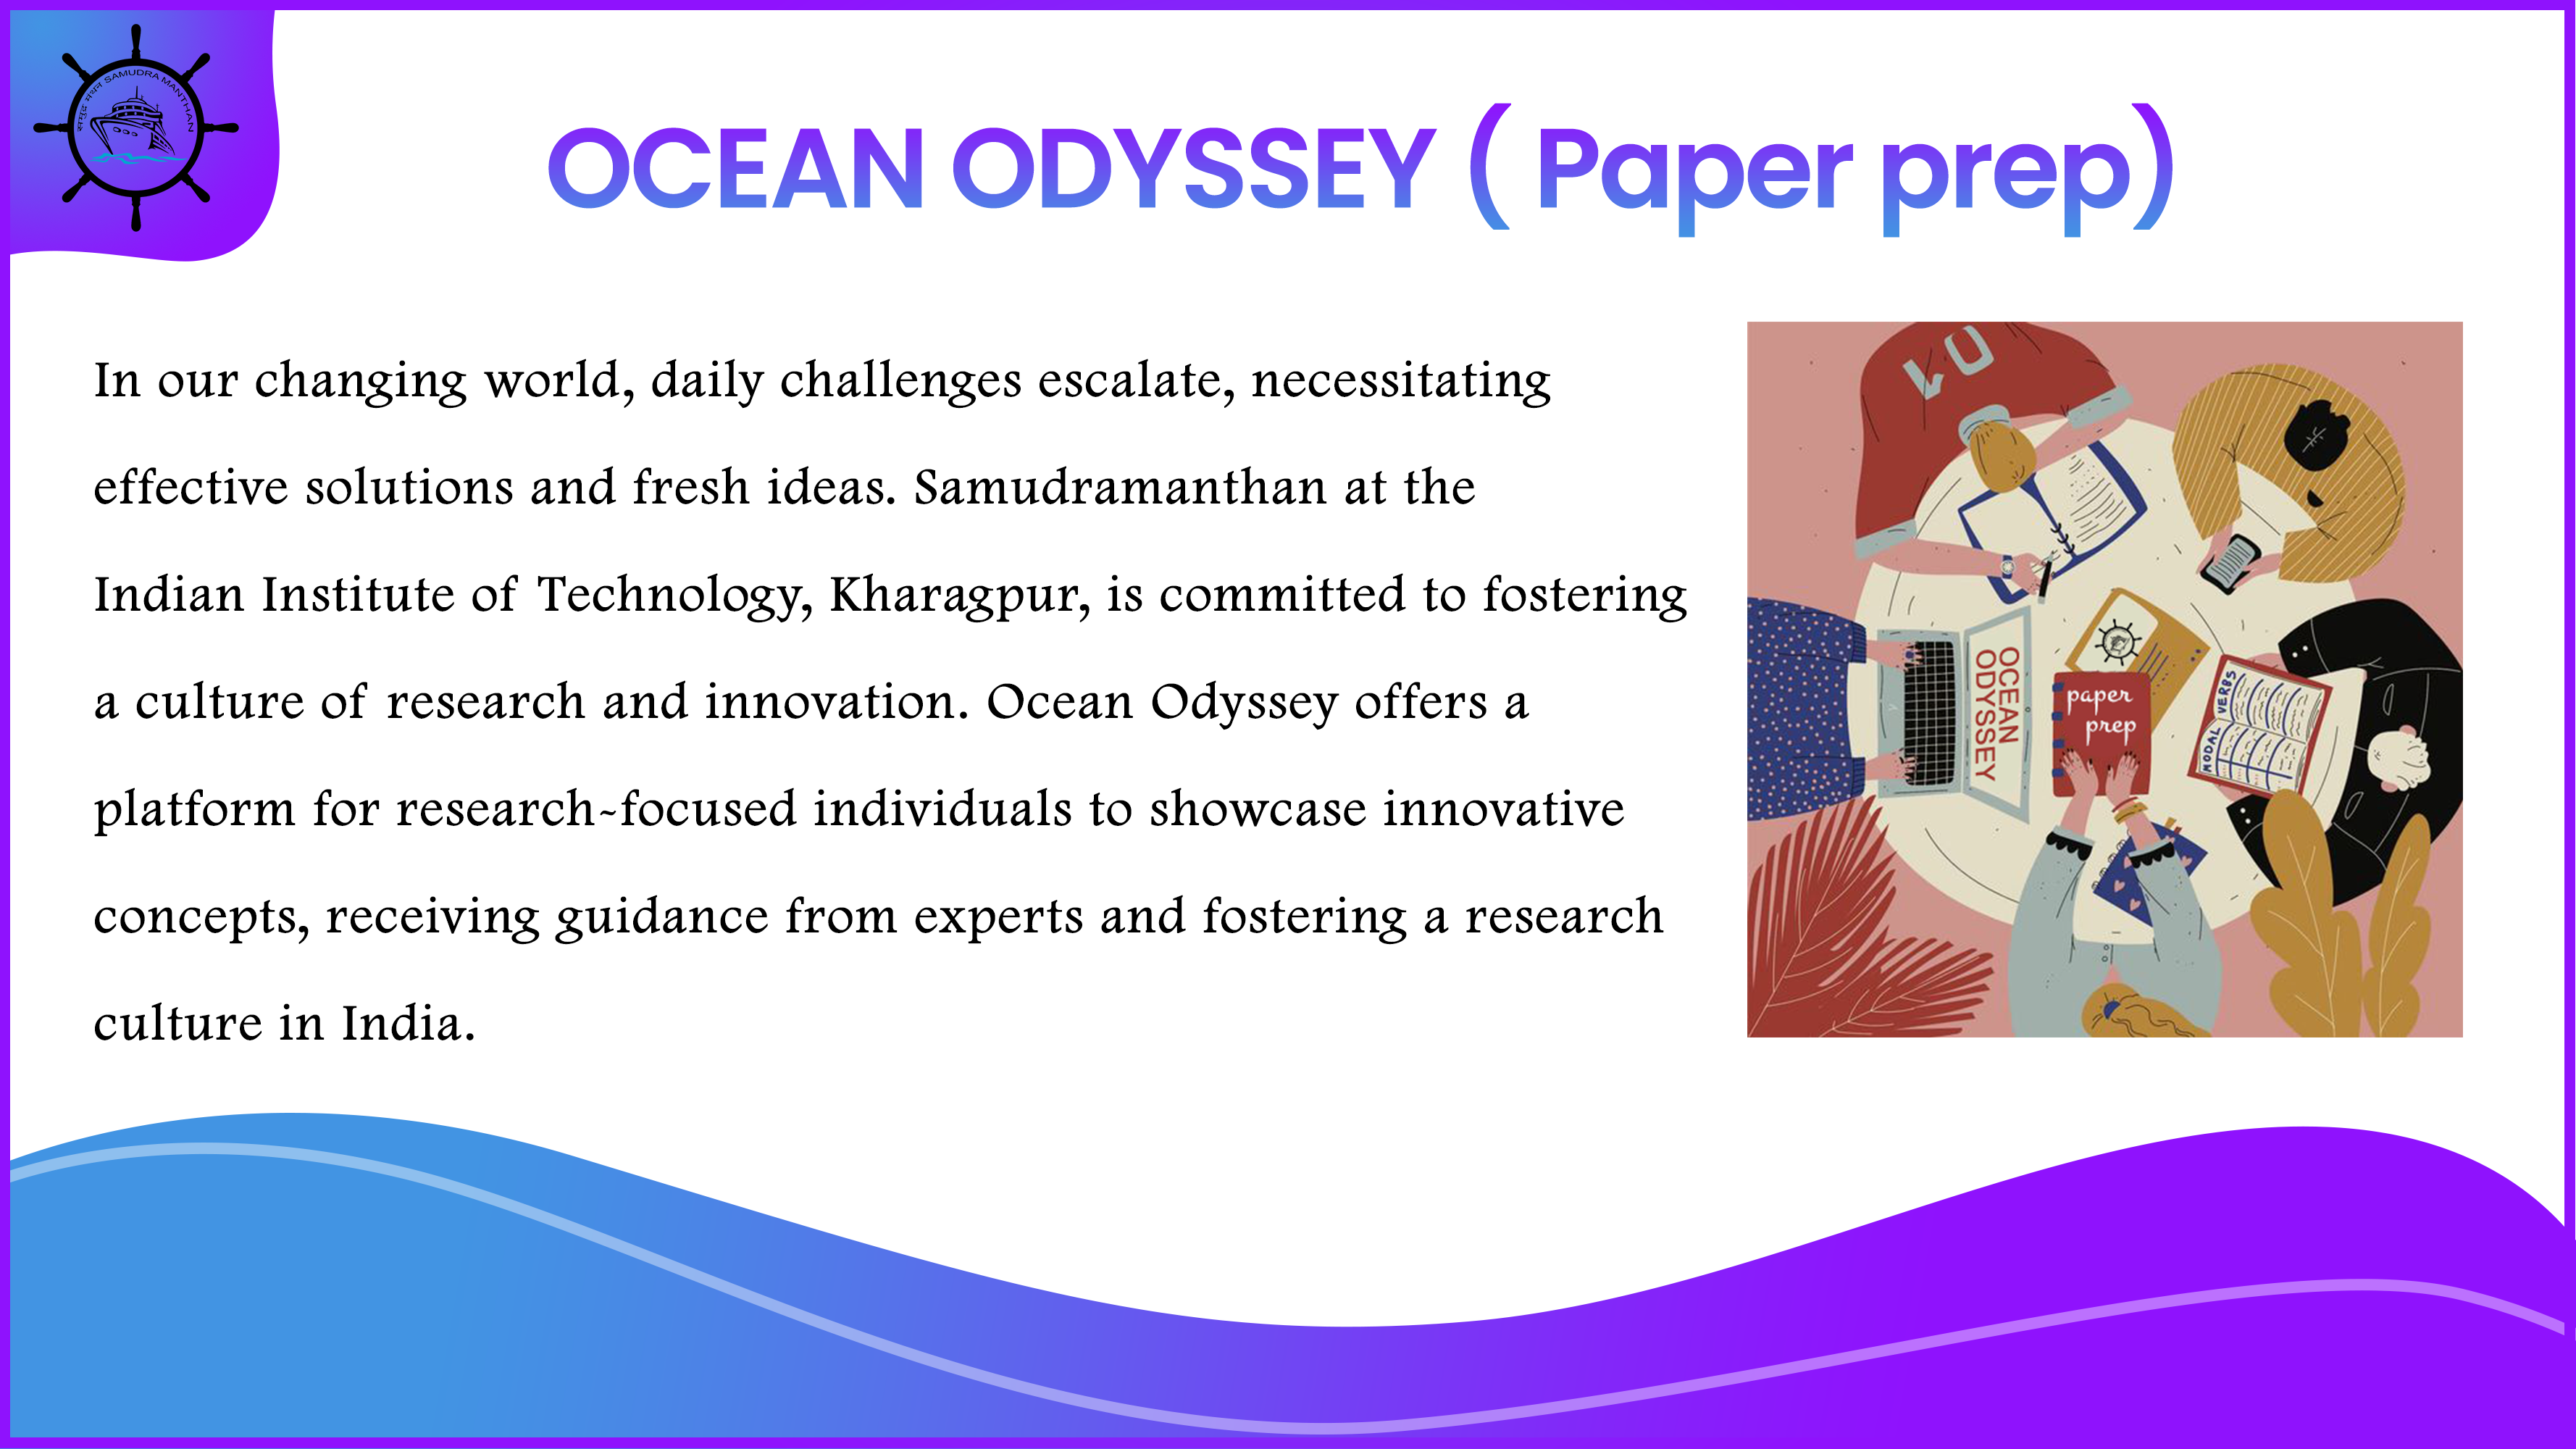 समुद्र मंथन SAMUDRA MANTHAN
OCEAN ODYSSEY ( Paper prep)
In our changing world, daily challenges escalate, necessitating
effective solutions and fresh ideas. Samudramanthan at the
Indian Institute of Technology, Kharagpur, is committed to fostering
a culture of research and innovation. Ocean Odyssey offers a
platform for research-focused individuals to showcase innovative
concepts, receiving guidance from experts and fostering a research
culture in India.
10
OCEAN
ODYSSEY
paper
prep
MODAL VERBS